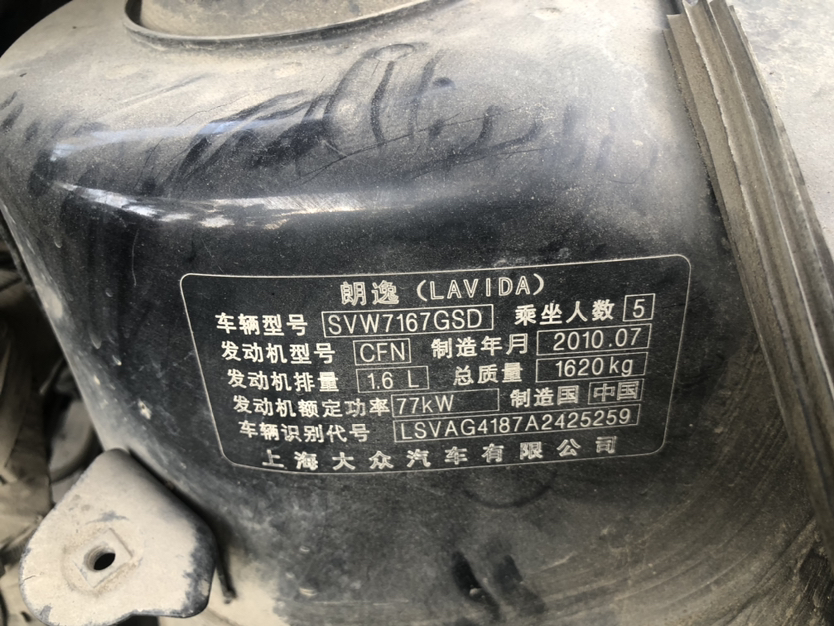 朗逸(LAVIDA)
车辆型号 SVW7167GSD 乘坐人数 5
发动机型号 CFN 制造年月 2010.07
发动机排量 1.6 L 总质量 1620kg
发动机额定功率 77kW 制造国 中国
车辆识别代号 LSVAG4187A2425259
上海大众汽车有限公司